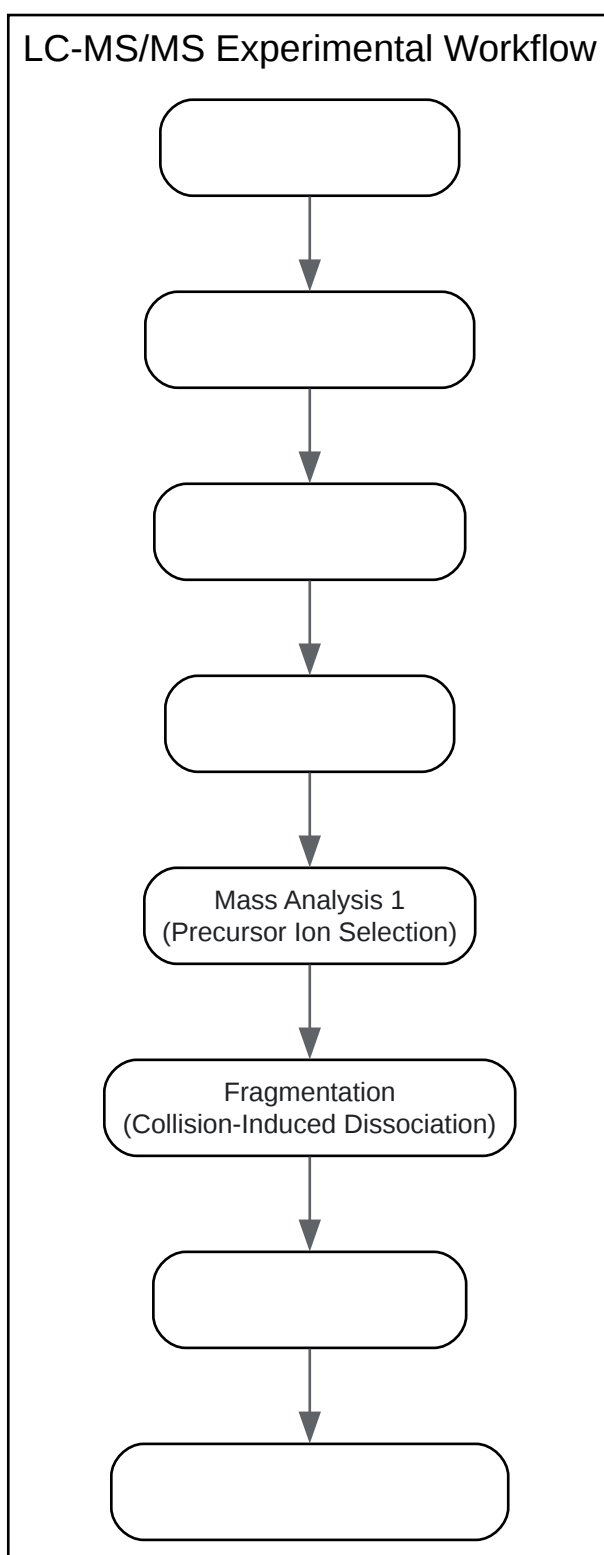 LC-MS/MS Experimental Workflow
Mass Analysis 1
(Precursor Ion Selection)
Fragmentation
(Collision-Induced Dissociation)